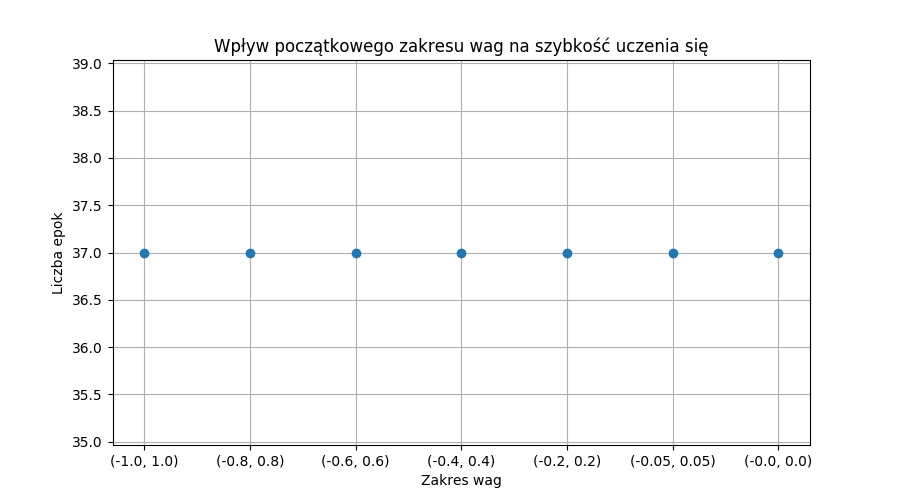 Wpływ początkowego zakresu wag na szybkość uczenia się
39.0
38.5
38.0
37.5
37.0
36.5
36.0
35.5
35.0
Liczba epok
(-1.0, 1.0) (-0.8, 0.8) (-0.6, 0.6) (-0.4, 0.4) (-0.2, 0.2) (-0.05, 0.05) (-0.0, 0.0)
Zakres wag